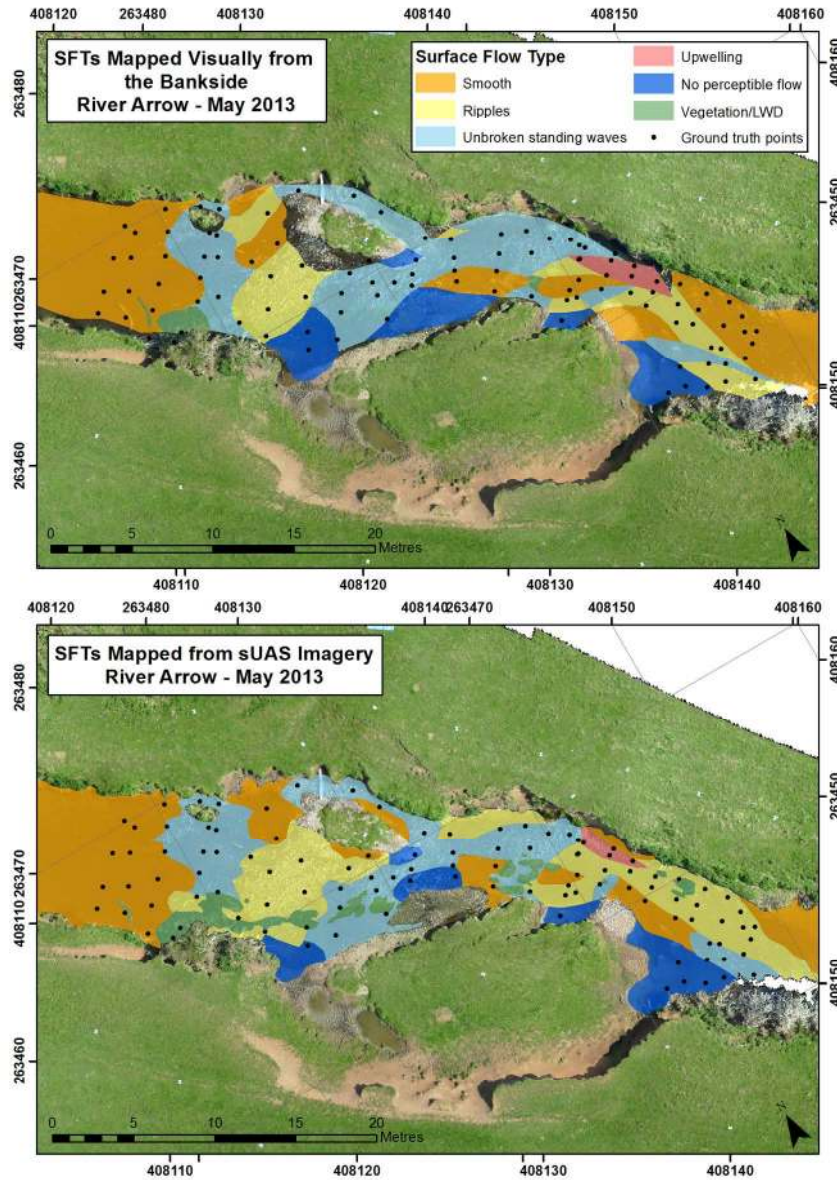 408120 263480 408130 408140 408150 408160
SFTs Mapped Visually from
the Bankside
River Arrow - May 2013
Surface Flow Type
Smooth
Ripples
Unbroken standing waves
Upwelling
No perceptible flow
Vegetation/LWD
Ground truth points
263480
263470
408110
263460
408160
263450
408150
0 5 10 15 20
Metres
N
408110 408120 408130 408140
408120 263480 408130 408140 263470 408150 408160
SFTs Mapped from sUAS Imagery
River Arrow - May 2013
263480
263470
408110
263460
408160
263450
408150
0 5 10 15 20
Metres
N
408110 408120 408130 408140